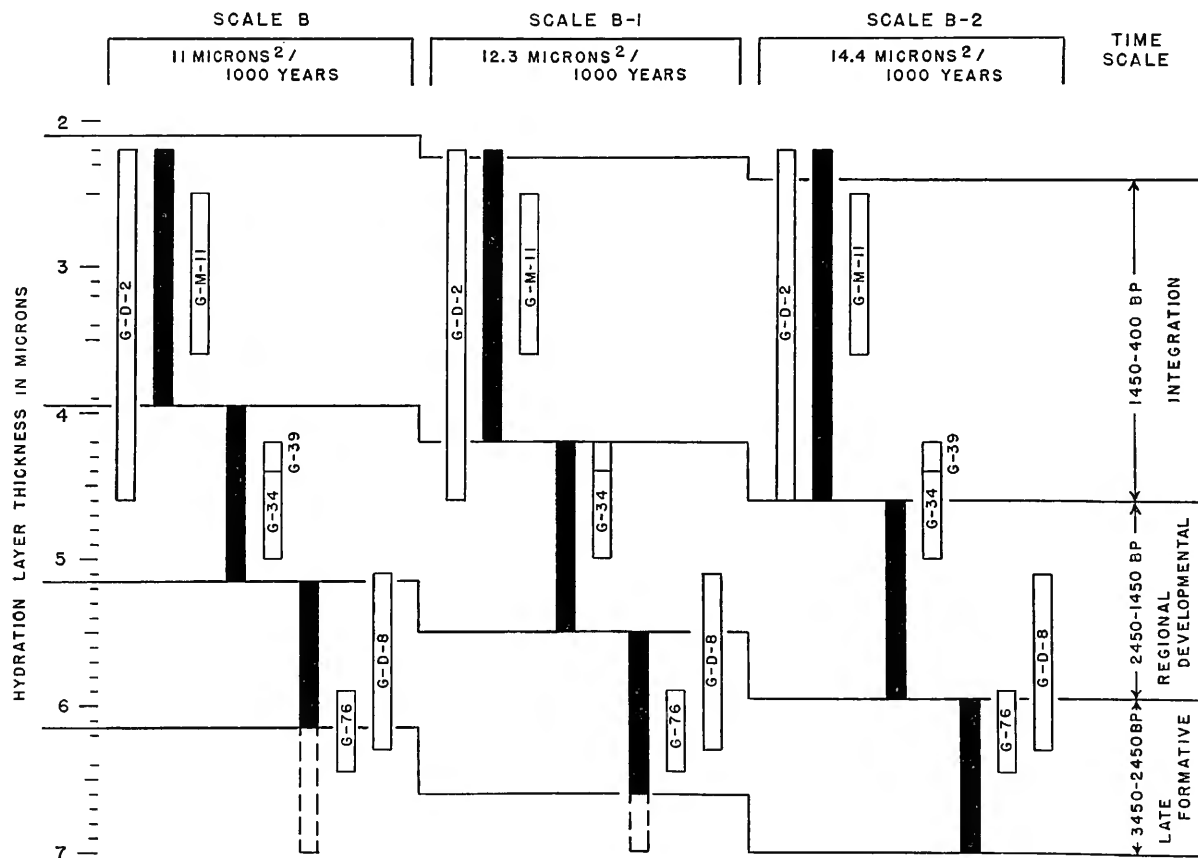 SCALE B
11 MICRONS²/
1000 YEARS
SCALE B-1
12.3 MICRONS²/
1000 YEARS
SCALE B-2
14.4 MICRONS²/
1000 YEARS
TIME
SCALE
HYDRATION LAYER THICKNESS IN MICRONS
2
3
4
5
6
7
G-D-2
G-M-11
G-39
G-34
G-D-8
G-76
G-D-2
G-M-11
G-34
G-D-8
G-76
G-D-2
G-M-11
G-39
G-34
G-D-8
G-76
1450-400 BP
INTEGRATION
2450-1450 BP
REGIONAL
DEVELOPMENTAL
3450-2450BP
LATE
FORMATIVE